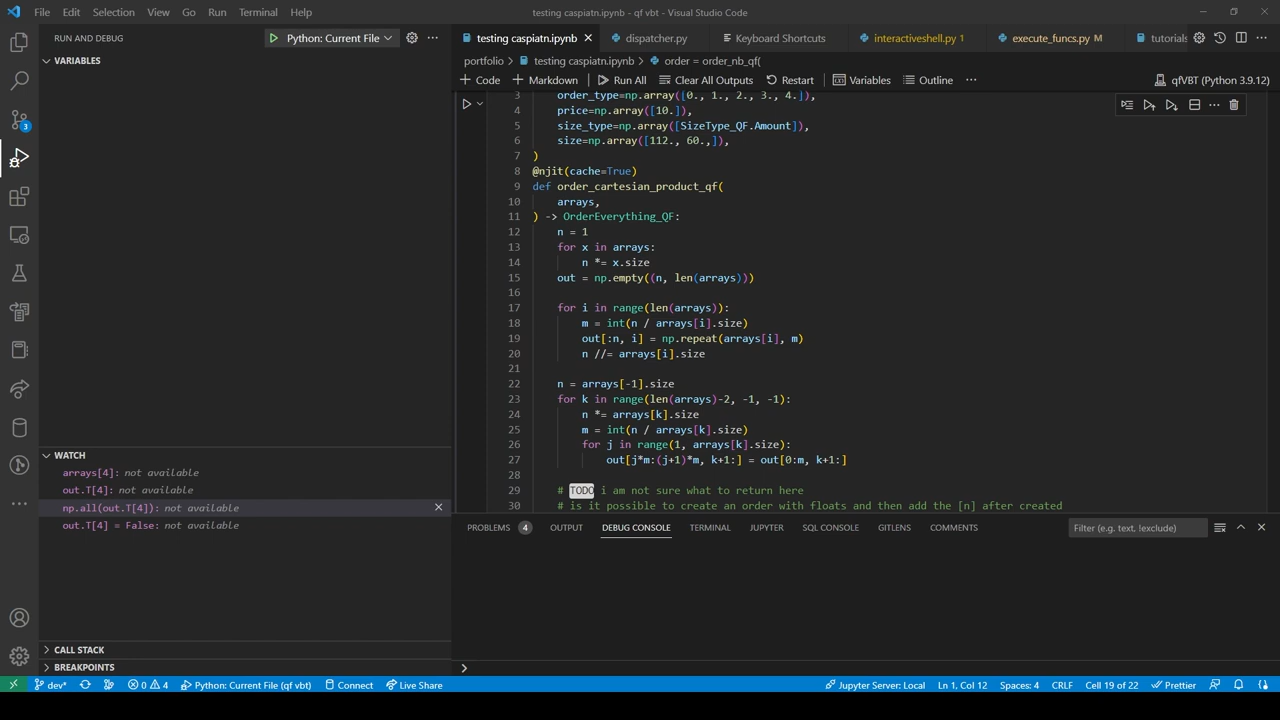 File Edit Selection View Go Run Terminal Help
testing caspiatn.ipynb - qf vbt - Visual Studio Code
RUN AND DEBUG
Python: Current File
testing caspiatn.ipynb
dispatcher.py
Keyboard Shortcuts
interactiveshell.py 1
execute_funcs.py M
tutorials
VARIABLES
portfolio > testing caspiatn.ipynb > order = order_nb_qf(
+ Code + Markdown Run All Clear All Outputs Restart Variables Outline ...
qfVBT (Python 3.9.12)
3 order_type=np.array([0., 1., 2., 3., 4.]),
4 price=np.array([10.]),
5 size_type=np.array([SizeType_QF.Amount]),
6 size=np.array([112., 60.,]),
7 )
8 @njit(cache=True)
9 def order_cartesian_product_qf(
10 arrays,
11 ) -> OrderEverything_QF:
12 n = 1
13 for x in arrays:
14 n *= x.size
15 out = np.empty((n, len(arrays)))
16
17 for i in range(len(arrays)):
18 m = int(n / arrays[i].size)
19 out[:n, i] = np.repeat(arrays[i], m)
20 n //= arrays[i].size
21
22 n = arrays[-1].size
23 for k in range(len(arrays)-2, -1, -1):
24 n *= arrays[k].size
25 m = int(n / arrays[k].size)
26 for j in range(1, arrays[k].size):
27 out[j*m:(j+1)*m, k+1:] = out[0:m, k+1:]
28
29 # TODO i am not sure what to return here
30 # is it possible to create an order with floats and then add the [n] after created
WATCH
arrays[4]: not available
out.T[4]: not available
np.all(out.T[4]): not available
out.T[4] = False: not available
PROBLEMS 4 OUTPUT DEBUG CONSOLE TERMINAL JUPYTER SQL CONSOLE GITLENS COMMENTS
Filter (e.g. text, !exclude)
CALL STACK
BREAKPOINTS
3
dev* 0 4 Python: Current File (qf vbt) Connect Live Share
Jupyter Server: Local Ln 1, Col 12 Spaces: 4 CRLF Cell 19 of 22 Prettier